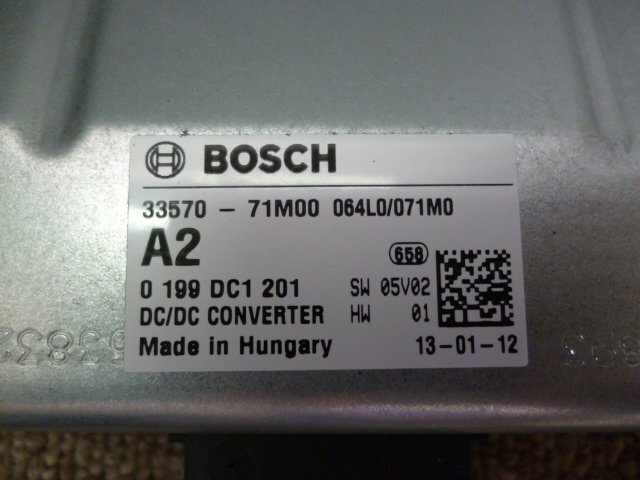 BOSCH
33570 - 71M00 064L0/071M0
A2
658
0 199 DC1 201 SW 05V02
DC/DC CONVERTER HW 01
Made in Hungary 13-01-12